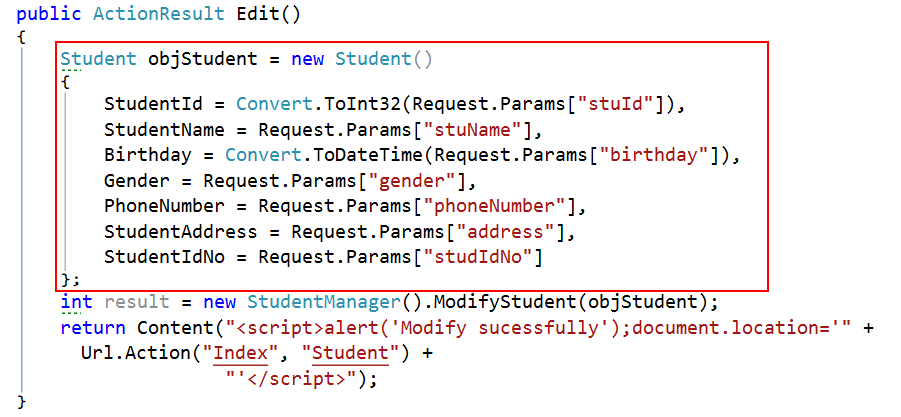 public ActionResult Edit()
{
Student objStudent = new Student()
{
StudentId = Convert.ToInt32(Request.Params["stuId"]),
StudentName = Request.Params["stuName"],
Birthday = Convert.ToDateTime(Request.Params["birthday"]),
Gender = Request.Params["gender"],
PhoneNumber = Request.Params["phoneNumber"],
StudentAddress = Request.Params["address"],
StudentIdNo = Request.Params["studIdNo"]
};
int result = new StudentManager().ModifyStudent(objStudent);
return Content("<script>alert('Modify sucessfully');document.location='" +
Url.Action("Index", "Student") +
"'</script>");
}